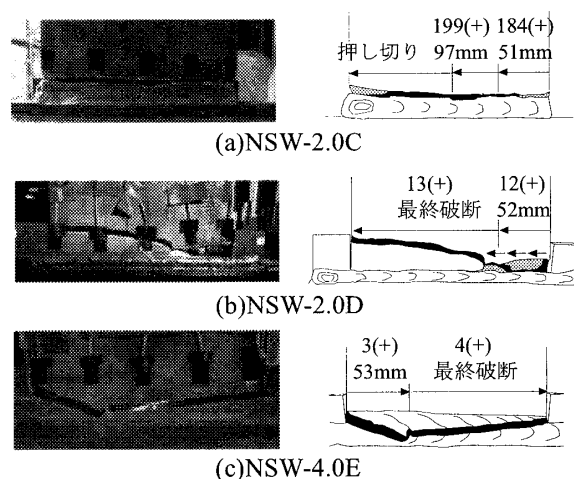 押し切り 199(+) 184(+)
97mm 51mm
(a)NSW-2.0C
13(+) 12(+)
最終破断 52mm
(b)NSW-2.0D
3(+) 4(+)
53mm 最終破断
(c)NSW-4.0E